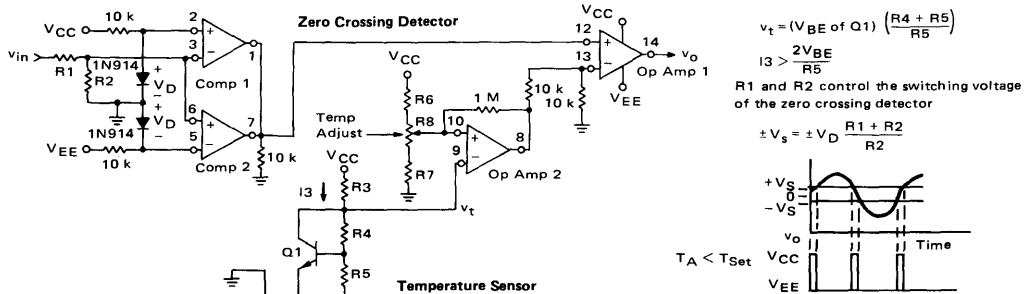 Zero Crossing Detector
10 k
VCC
vin
R1
1N914
R2
+
VD
−
+
VD
−
1N914
VEE
10 k
2
3
+
−
1
Comp 1
6
5
+
−
7
Comp 2
10 k
VCC
12
13
+
−
14
vo
Op Amp 1
VEE
10 k
10 k
VCC
R6
1 M
Temp
Adjust
R8
10
9
+
−
8
Op Amp 2
R7
VCC
I3
R3
vt
R4
Q1
R5
Temperature Sensor
vt = (VBE of Q1) (R4 + R5 / R5)
I3 > 2VBE / R5
R1 and R2 control the switching voltage
of the zero crossing detector
±Vs = ±VD R1 + R2 / R2
+VS
0
−VS
vo
Time
TA < TSet
VCC
VEE